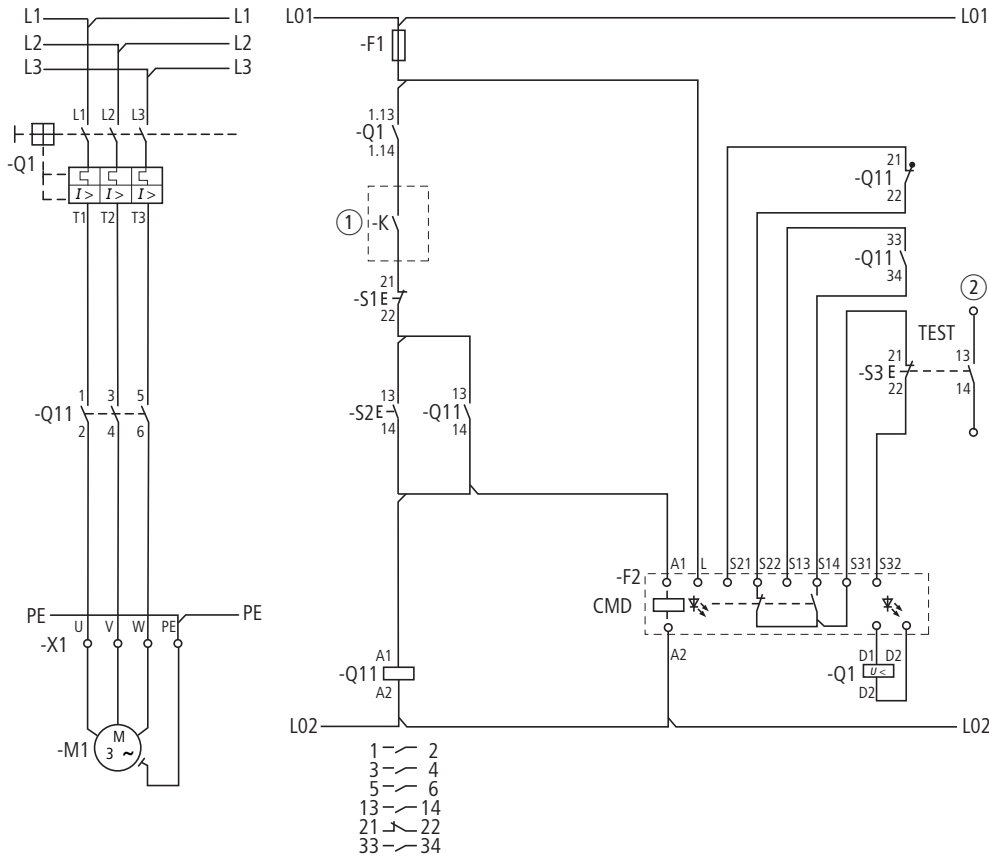 L1 L1
L2 L2
L3 L3
L1 L2 L3
-Q1
I> I> I>
T1 T2 T3
1 3 5
-Q11
2 4 6
PE PE
U V W PE
-X1
-M1
M
3 ~
L01 L01
-F1
1.13
-Q1
1.14
1 -K
21
-S1E
22
13 13
-S2E -Q11
14 14
A1
-Q11
A2
L02 L02
1 2
3 4
5 6
13 14
21 22
33 34
21
-Q11
22
33
-Q11
34
2
TEST
21 13
-S3 E
22 14
A1 L S21 S22 S13 S14 S31 S32
-F2
CMD
A2
D1 D2
-Q1 U<
D2